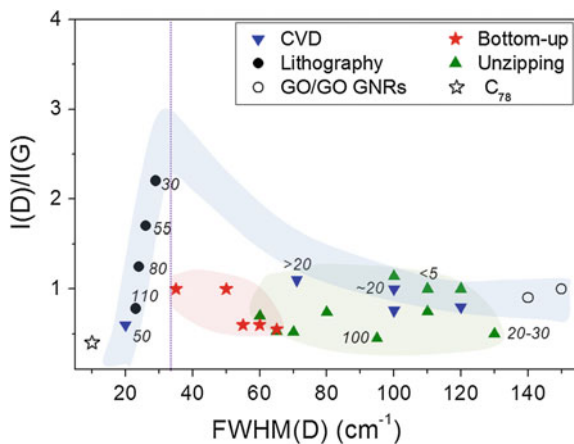 4
3
2
1
0
I(D)/I(G)
CVD
Bottom-up
Lithography
Unzipping
GO/GO GNRs
C78
30
55
80
110
50
>20
~20
<5
100
20-30
20 40 60 80 100 120 140
FWHM(D) (cm-1)